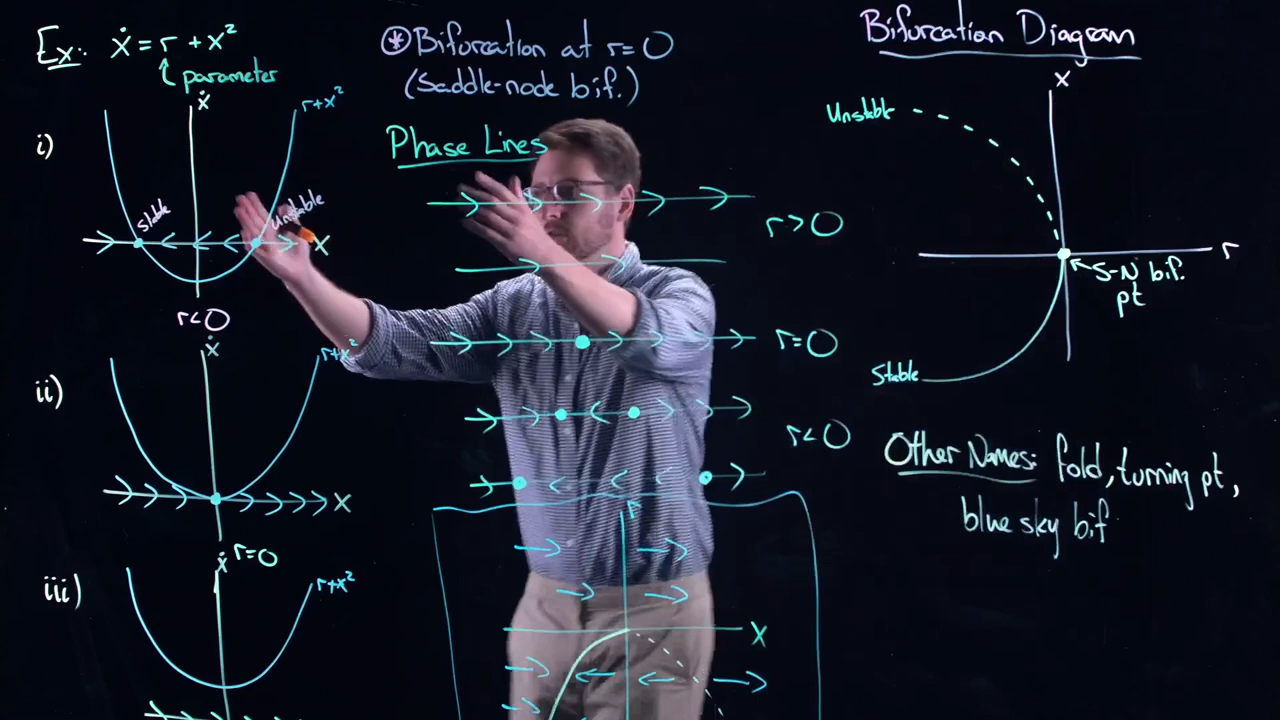 Ex: ẋ = r + x²
parameter
i)
ẋ
r+x²
Stable
Unstable
x
r<0
ii)
ẋ
r+x²
x
r=0
iii)
ẋ
r+x²
⊛ Bifurcation at r=0
(Saddle-node bif.)
Phase Lines
r>0
r=0
r<0
r
x
Bifurcation Diagram
x
Unstable
r
S-N bif.
pt
Stable
Other Names: fold, turning pt,
blue sky bif